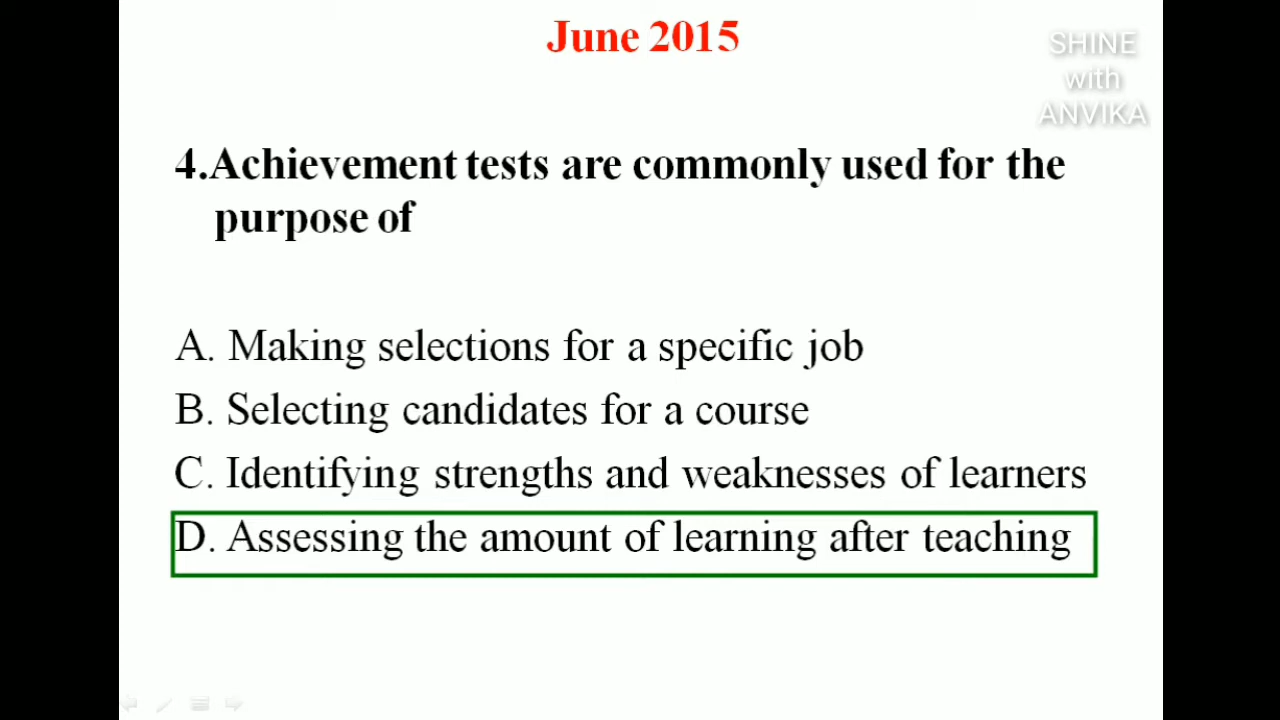 June 2015
SHINE
with
ANVIKA
4.Achievement tests are commonly used for the
purpose of
A. Making selections for a specific job
B. Selecting candidates for a course
C. Identifying strengths and weaknesses of learners
D. Assessing the amount of learning after teaching